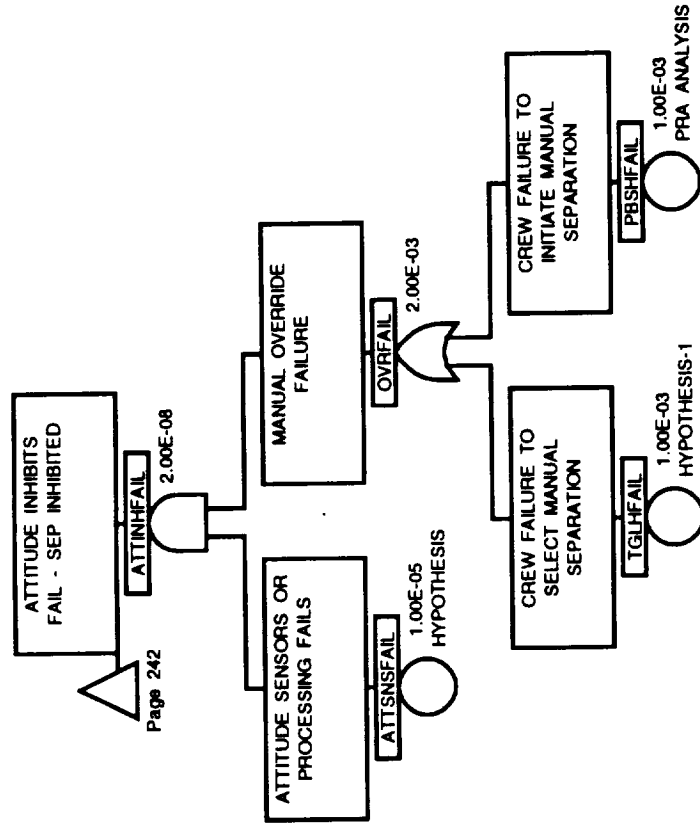 ATTITUDE INHIBITS
FAIL - SEP INHIBITED
ATTINHFAIL
2.00E-08
Page 242
ATTITUDE SENSORS OR
PROCESSING FAILS
ATTSNSFAIL
1.00E-05
HYPOTHESIS
MANUAL OVERRIDE
FAILURE
OVRFAIL
2.00E-03
CREW FAILURE TO
SELECT MANUAL
SEPARATION
TGLHFAIL
1.00E-03
HYPOTHESIS-1
CREW FAILURE TO
INITIATE MANUAL
SEPARATION
PBSHFAIL
1.00E-03
PRA ANALYSIS